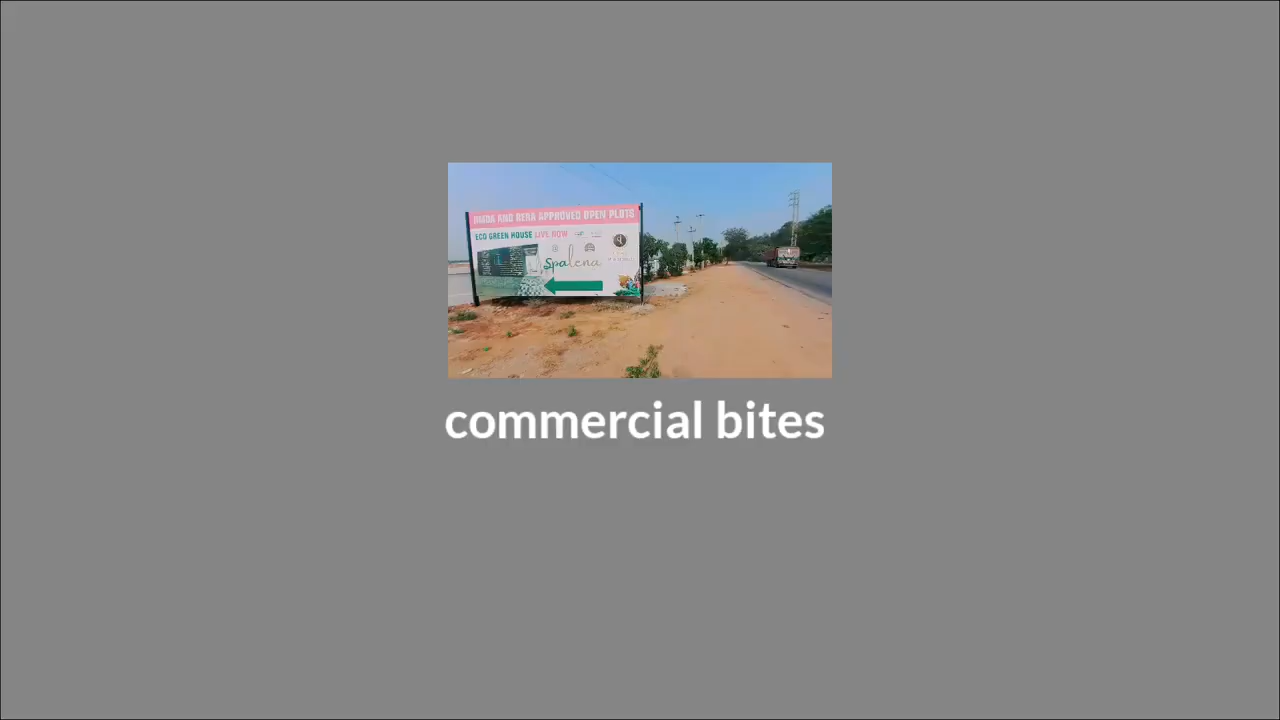 HMDA AND RERA APPROVED OPEN PLOTS
ECO GREEN HOUSE LIVE NOW
Spalena
commercial bites